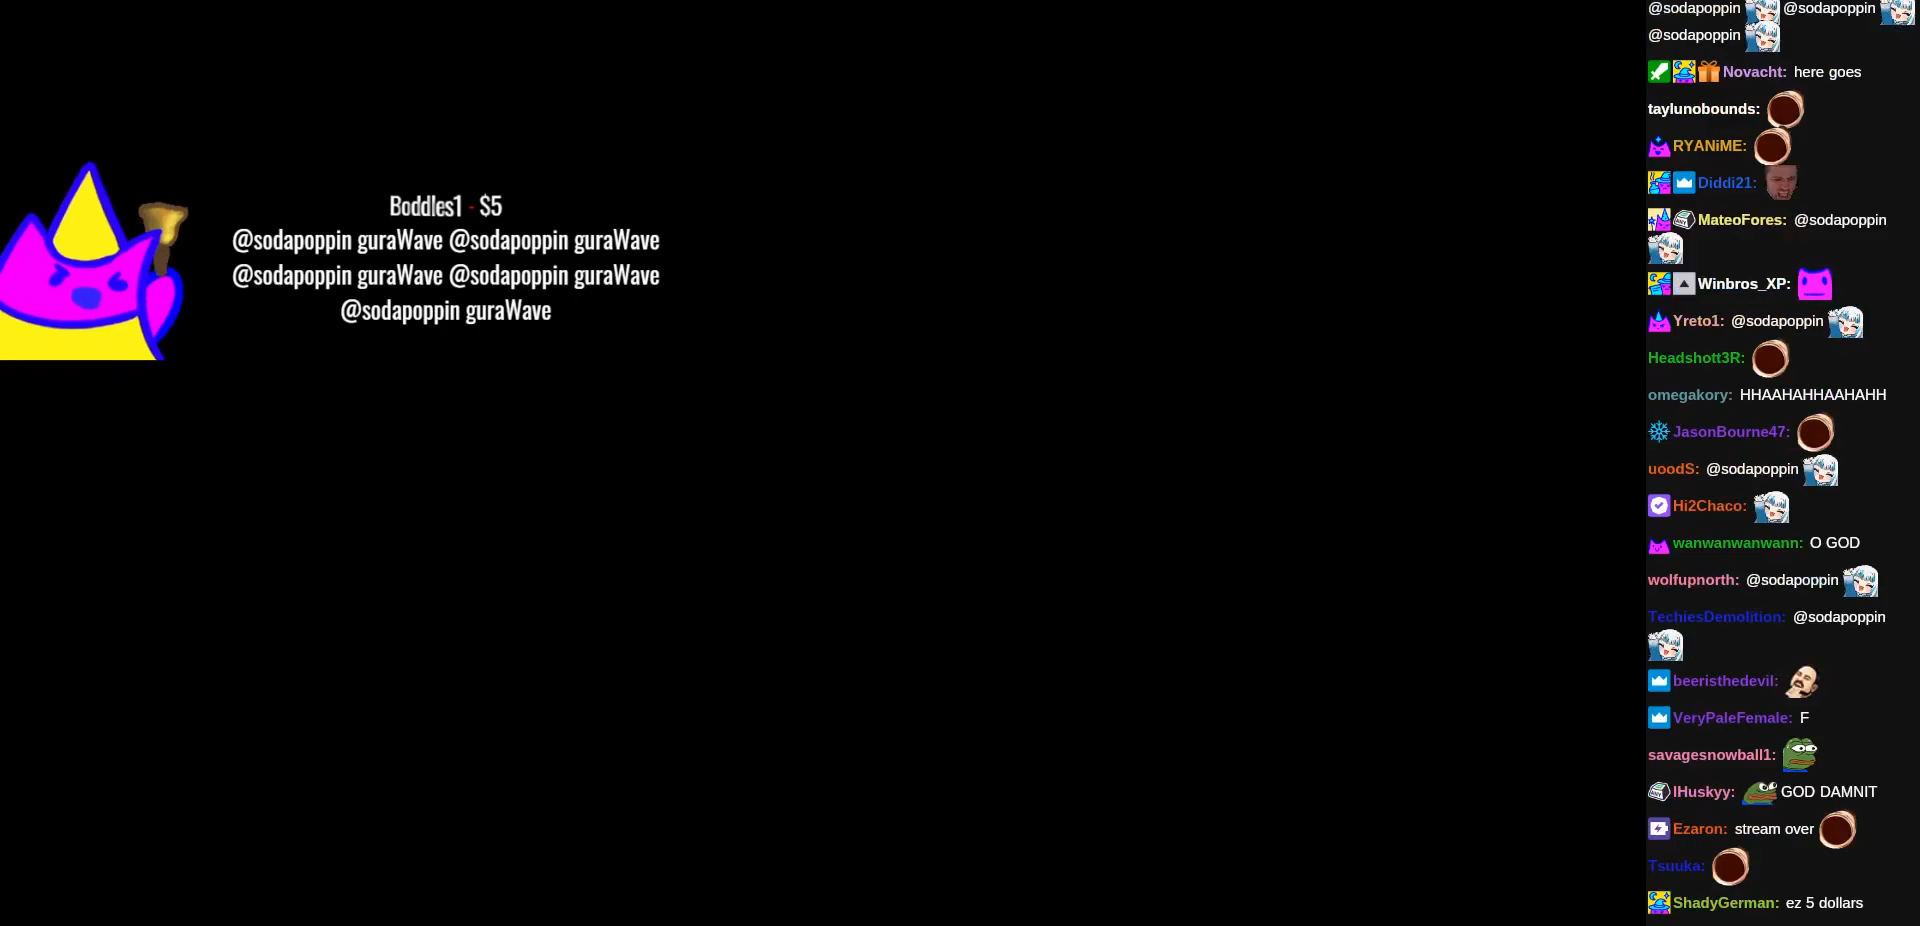 Boddles1 - $5
@sodapoppin guraWave @sodapoppin guraWave
@sodapoppin guraWave @sodapoppin guraWave
@sodapoppin guraWave
@sodapoppin @sodapoppin
@sodapoppin
Novacht: here goes
taylunobounds:
RYANiME:
Diddi21:
MateoFores: @sodapoppin
Winbros_XP:
Yreto1: @sodapoppin
Headshott3R:
omegakory: HHAAHAHHAAHAHH
JasonBourne47:
uoodS: @sodapoppin
Hi2Chaco:
wanwanwanwann: O GOD
wolfupnorth: @sodapoppin
TechiesDemolition: @sodapoppin
beeristhedevil:
VeryPaleFemale: F
savagesnowball1:
lHuskyy: GOD DAMNIT
Ezaron: stream over
Tsuuka:
ShadyGerman: ez 5 dollars